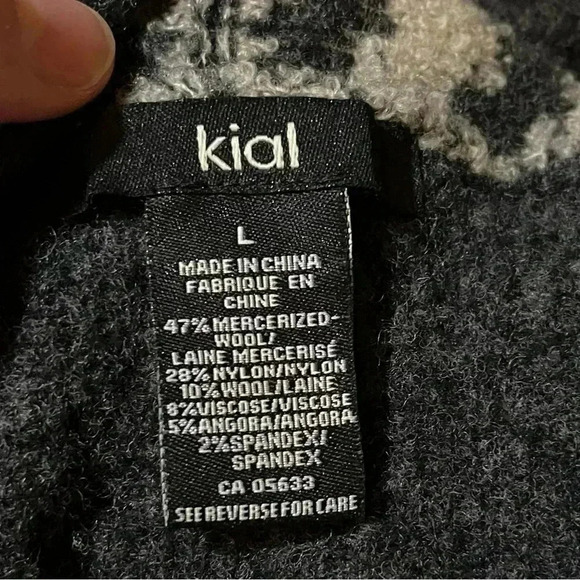 kial
L
MADE IN CHINA
FABRIQUE EN
CHINE
47%MERCERIZED-
WOOL/
LAINE MERCERISÉ
28%NYLON/NYLON
10%WOOL/LAINE
8%VISCOSE/VISCOSE
5%ANGORA/ANGORA
2%SPANDEX/
SPANDEX
CA 05633
SEE REVERSE FOR CARE